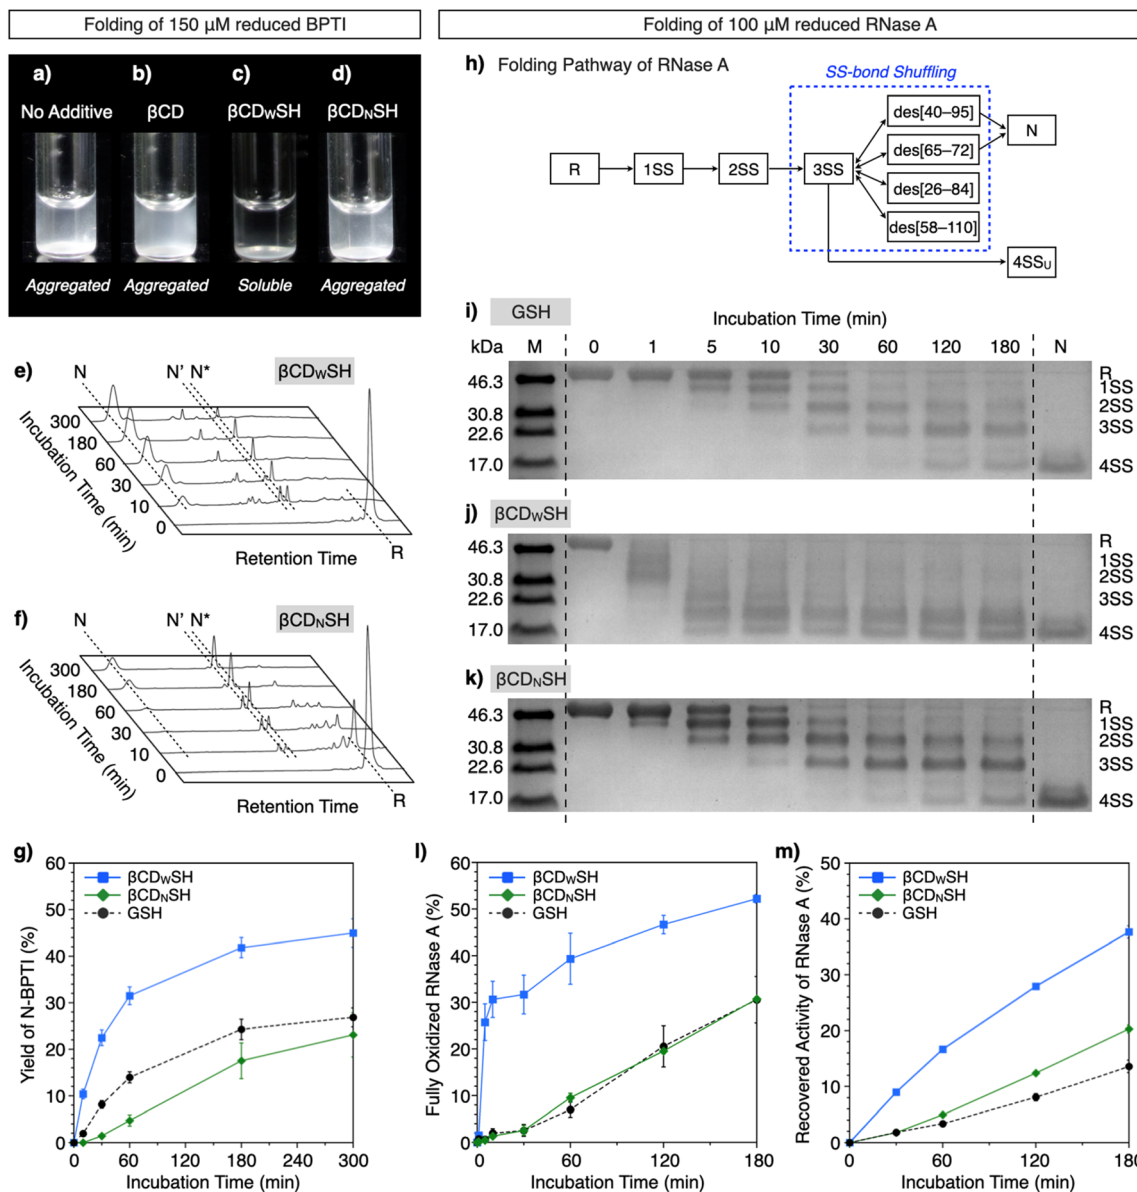 Folding of 150 μM reduced BPTI
Folding of 100 μM reduced RNase A
a) b) c) d)
No Additive βCD βCDWSH βCDNSH
Aggregated Aggregated Soluble Aggregated
e)
N N' N* βCDWSH
Incubation Time (min)
300
180
60
30
10
0
Retention Time
R
f)
N N' N* βCDNSH
Incubation Time (min)
300
180
60
30
10
0
Retention Time
R
g)
Yield of N-BPTI (%)
60
50
40
30
20
10
0
βCDWSH
βCDNSH
GSH
0 60 120 180 240 300
Incubation Time (min)
h) Folding Pathway of RNase A
SS-bond Shuffling
R 1SS 2SS 3SS
des[40–95]
des[65–72]
des[26–84]
des[58–110]
N
4SSU
i) GSH
Incubation Time (min)
kDa M 0 1 5 10 30 60 120 180 N
46.3
30.8
22.6
17.0
R
1SS
2SS
3SS
4SS
j) βCDWSH
46.3
30.8
22.6
17.0
R
1SS
2SS
3SS
4SS
k) βCDNSH
46.3
30.8
22.6
17.0
R
1SS
2SS
3SS
4SS
l)
Fully Oxidized RNase A (%)
60
50
40
30
20
10
0
βCDWSH
βCDNSH
GSH
0 60 120 180
Incubation Time (min)
m)
Recovered Activity of RNase A (%)
50
40
30
20
10
0
βCDWSH
βCDNSH
GSH
0 60 120 180
Incubation Time (min)